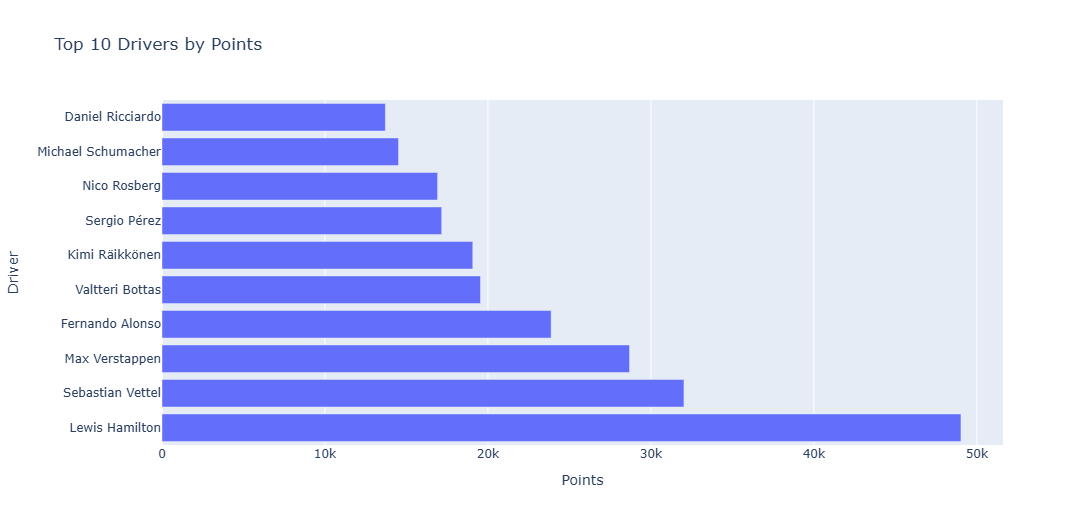 Top 10 Drivers by Points
Driver
Daniel Ricciardo
Michael Schumacher
Nico Rosberg
Sergio Pérez
Kimi Räikkönen
Valtteri Bottas
Fernando Alonso
Max Verstappen
Sebastian Vettel
Lewis Hamilton
0 10k 20k 30k 40k 50k
Points